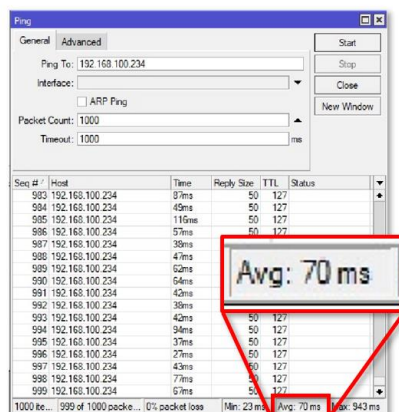 Ping
General Advanced
Start
Ping To: 192.168.100.234
Stop
Interface:
Close
ARP Ping
New Window
Packet Count: 1000
Timeout: 1000 ms
Seq # Host Time Reply Size TTL Status
983 192.168.100.234 87ms 50 127
984 192.168.100.234 49ms 50 127
985 192.168.100.234 116ms 50 127
986 192.168.100.234 57ms 50 127
987 192.168.100.234 38ms
988 192.168.100.234 47ms
989 192.168.100.234 62ms
990 192.168.100.234 64ms
991 192.168.100.234 42ms
992 192.168.100.234 38ms
Avg: 70 ms
993 192.168.100.234 42ms 50 127
994 192.168.100.234 94ms 50 127
995 192.168.100.234 37ms 50 127
996 192.168.100.234 27ms 50 127
997 192.168.100.234 43ms 50 127
998 192.168.100.234 77ms 50 127
999 192.168.100.234 67ms 50 127
1000 ite... 999 of 1000 packe... 0% packet loss Min: 23 ms Avg: 70 ms Max: 943 ms